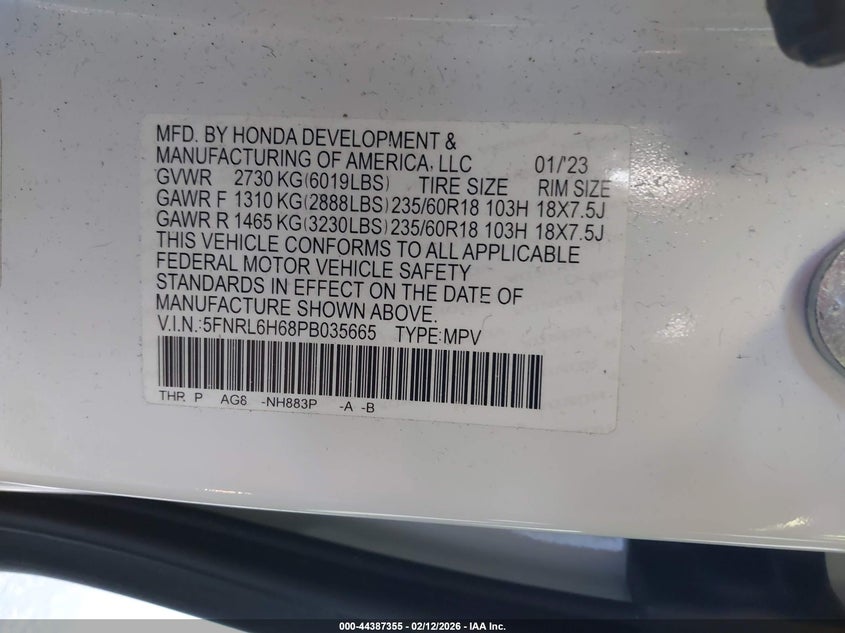 MFD. BY HONDA DEVELOPMENT &
MANUFACTURING OF AMERICA, LLC 01/'23
GVWR 2730 KG(6019LBS) TIRE SIZE RIM SIZE
GAWR F 1310 KG(2888LBS) 235/60R18 103H 18X7.5J
GAWR R 1465 KG(3230LBS) 235/60R18 103H 18X7.5J
THIS VEHICLE CONFORMS TO ALL APPLICABLE
FEDERAL MOTOR VEHICLE SAFETY
STANDARDS IN EFFECT ON THE DATE OF
MANUFACTURE SHOWN ABOVE.
V.I.N.:5FNRL6H68PB035665 TYPE:MPV
THR P AG8 -NH883P -A -B
000-44387355 | 02/12/2026 | IAA Inc.